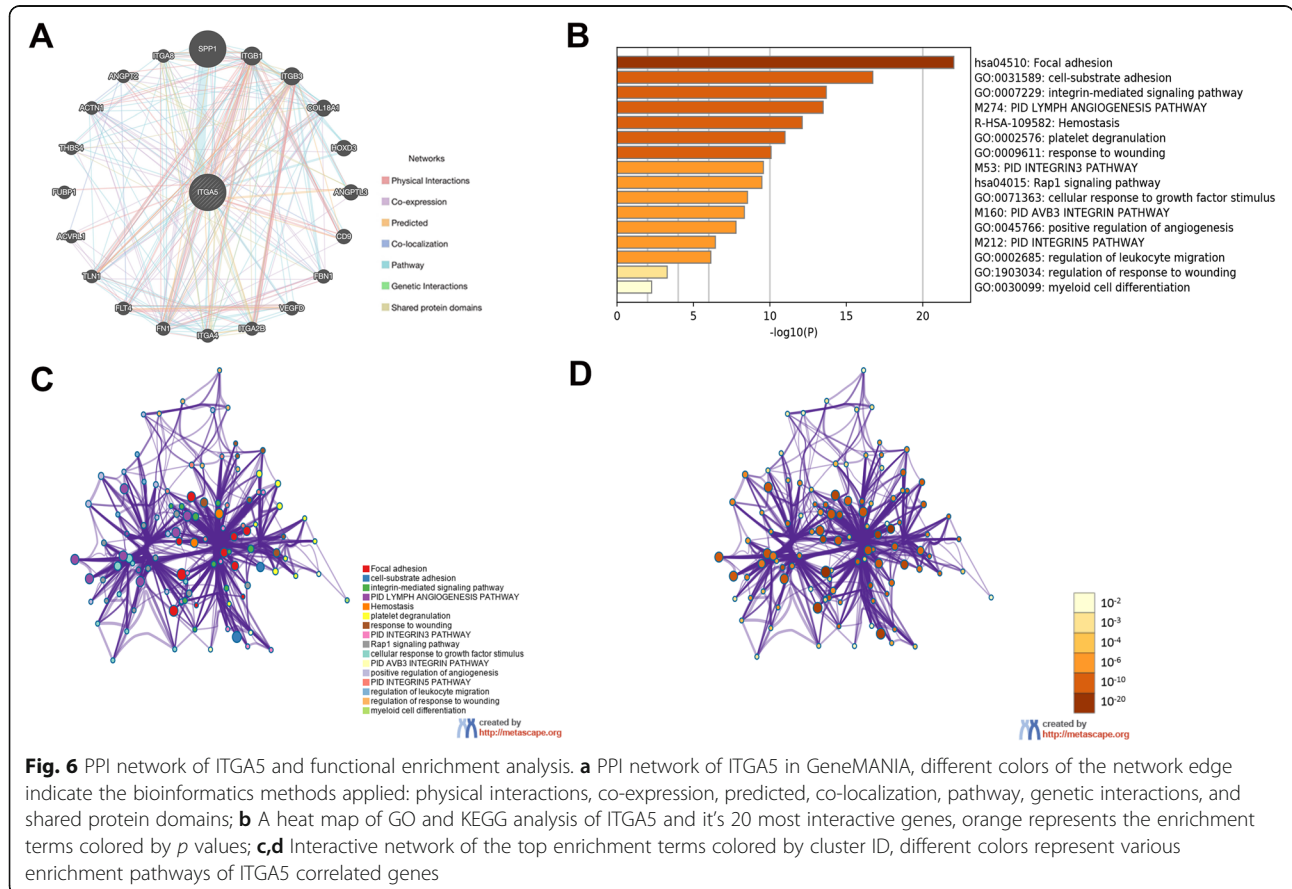 A
SPP1
ITGB1
ITGB3
COL18A1
HOXD3
ANGPTL3
CD9
FBN1
VEGFD
ITGA2B
ITGA4
FN1
FLT4
TLN1
ACVRL1
FUBP1
THBS4
ACTN1
ANGPT2
ITGA5
Networks
Physical Interactions
Co-expression
Predicted
Co-localization
Pathway
Genetic Interactions
Shared protein domains
B
hsa04510: Focal adhesion
GO:0031589: cell-substrate adhesion
GO:0007229: integrin-mediated signaling pathway
M274: PID LYMPH ANGIOGENESIS PATHWAY
R-HSA-109582: Hemostasis
GO:0002576: platelet degranulation
GO:0009611: response to wounding
M53: PID INTEGRIN3 PATHWAY
hsa04015: Rap1 signaling pathway
GO:0071363: cellular response to growth factor stimulus
M160: PID AVB3 INTEGRIN PATHWAY
GO:0045766: positive regulation of angiogenesis
M212: PID INTEGRIN5 PATHWAY
GO:0002685: regulation of leukocyte migration
GO:1903034: regulation of response to wounding
GO:0030099: myeloid cell differentiation
0 5 10 15 20
-log10(P)
C
Focal adhesion
cell-substrate adhesion
integrin-mediated signaling pathway
PID LYMPH ANGIOGENESIS PATHWAY
Hemostasis
platelet degranulation
response to wounding
PID INTEGRIN3 PATHWAY
Rap1 signaling pathway
cellular response to growth factor stimulus
PID AVB3 INTEGRIN PATHWAY
positive regulation of angiogenesis
PID INTEGRIN5 PATHWAY
regulation of leukocyte migration
regulation of response to wounding
myeloid cell differentiation
created by
http://metascape.org
D
10-2
10-3
10-4
10-6
10-10
10-20
created by
http://metascape.org
Fig. 6 PPI network of ITGA5 and functional enrichment analysis. a PPI network of ITGA5 in GeneMANIA, different colors of the network edge
indicate the bioinformatics methods applied: physical interactions, co-expression, predicted, co-localization, pathway, genetic interactions, and
shared protein domains; b A heat map of GO and KEGG analysis of ITGA5 and it's 20 most interactive genes, orange represents the enrichment
terms colored by p values; c,d Interactive network of the top enrichment terms colored by cluster ID, different colors represent various
enrichment pathways of ITGA5 correlated genes